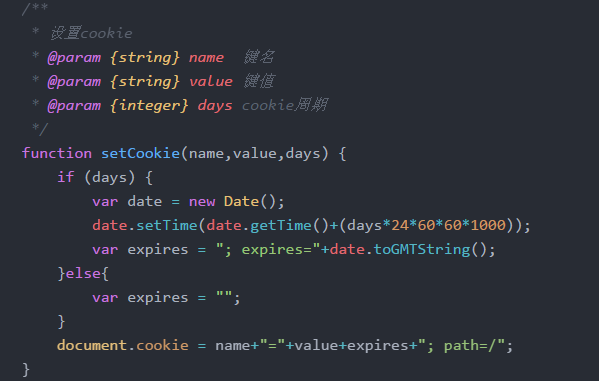 /**
 * 设置cookie
 * @param {string} name  键名
 * @param {string} value 键值
 * @param {integer} days cookie周期
 */
function setCookie(name,value,days) {
    if (days) {
        var date = new Date();
        date.setTime(date.getTime()+(days*24*60*60*1000));
        var expires = "; expires="+date.toGMTString();
    }else{
        var expires = "";
    }
    document.cookie = name+"="+value+expires+"; path=/";
}